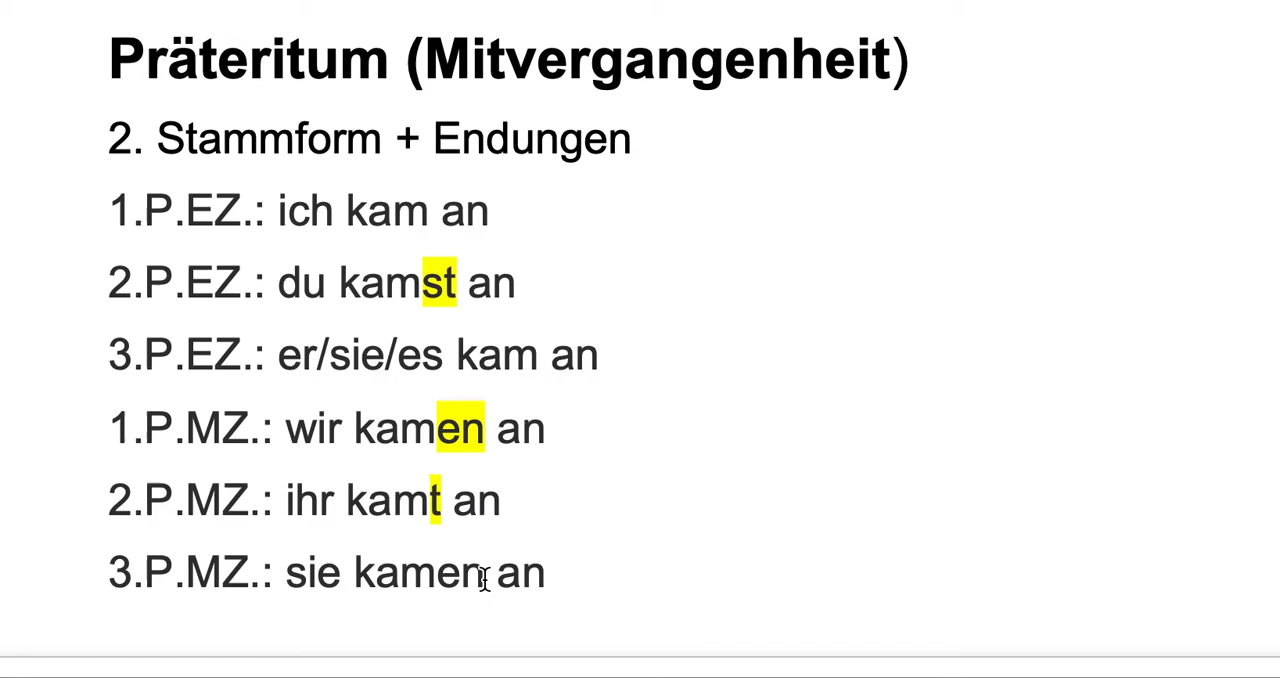 Präteritum (Mitvergangenheit)
2. Stammform + Endungen
1.P.EZ.: ich kam an
2.P.EZ.: du kamst an
3.P.EZ.: er/sie/es kam an
1.P.MZ.: wir kamen an
2.P.MZ.: ihr kamt an
3.P.MZ.: sie kamen an